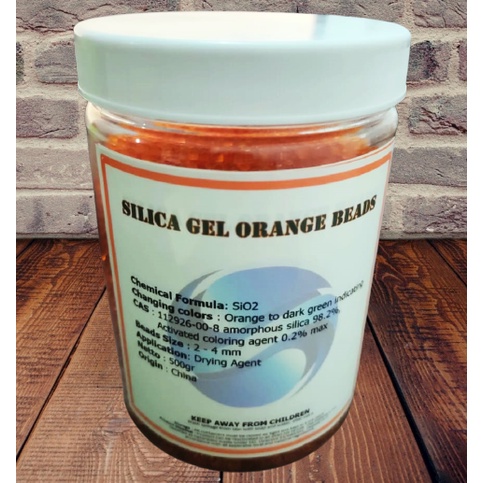 SILICA GEL ORANGE BEADS
Chemical Formula: SiO2
Changing colors : Orange to dark green indicating
CAS : 112926-00-8 amorphous silica 98.2%
Activated coloring agent 0.2% max
Beads Size : 2 - 4 mm
Application: Drying Agent
Netto : 500gr
Origin : China
KEEP AWAY FROM CHILDREN